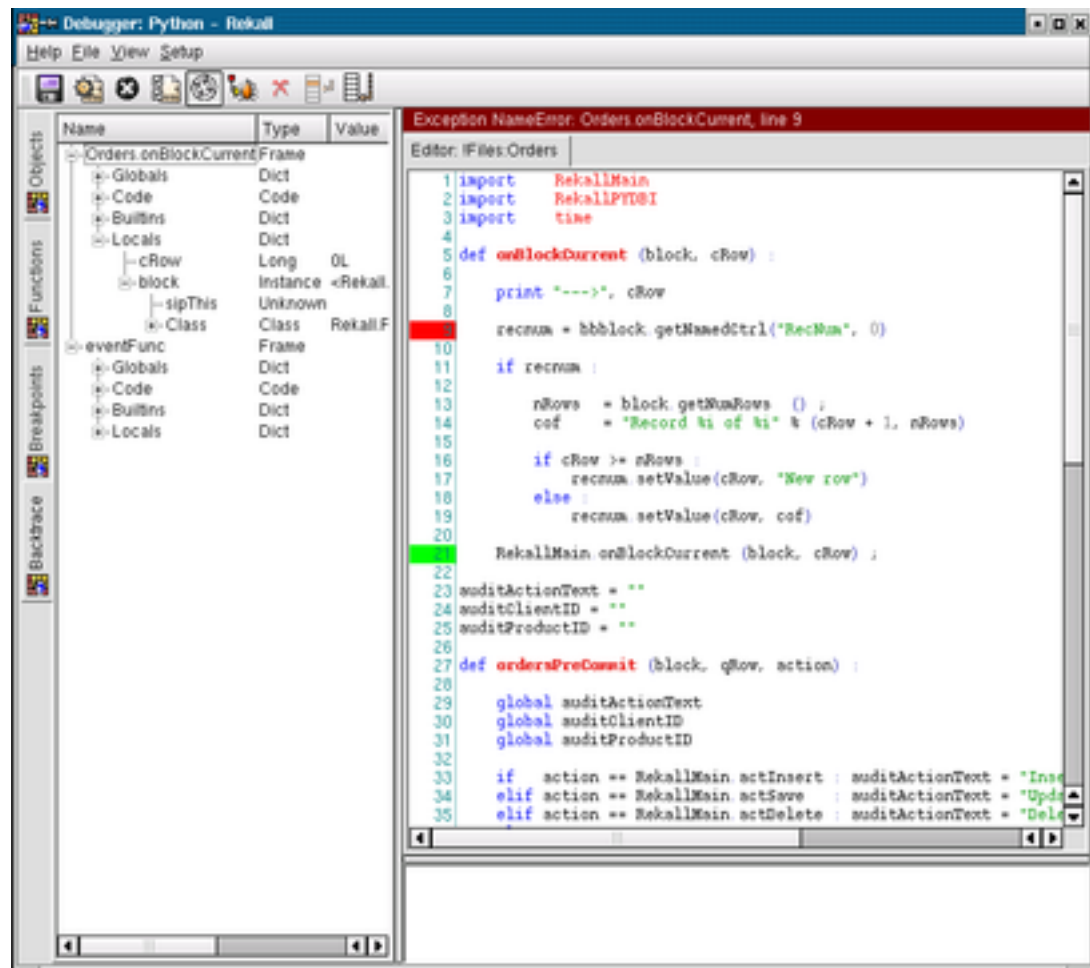 Debugger: Python - Rekall
Help File View Setup
Objects
Functions
Breakpoints
Backtrace
Name Type Value
Orders.onBlockCurrent Frame
Globals Dict
Code Code
Builtins Dict
Locals Dict
cRow Long 0L
block Instance <Rekall.
sipThis Unknown
Class Class Rekall.F
eventFunc Frame
Globals Dict
Code Code
Builtins Dict
Locals Dict
Exception NameError: Orders.onBlockCurrent, line 9
Editor: !Files:Orders
1 import RekallMain
2 import RekallPYDBI
3 import time
4
5 def onBlockCurrent (block, cRow) :
6
7 print "--->", cRow
8
9 recnum = bbblock.getNamedCtrl("RecNum", 0)
10
11 if recnum :
12
13 nRows = block.getNumRows () ;
14 cof = "Record %i of %i" % (cRow + 1, nRows)
15
16 if cRow >= nRows :
17 recnum.setValue(cRow, "New row")
18 else :
19 recnum.setValue(cRow, cof)
20
21 RekallMain.onBlockCurrent (block, cRow) ;
22
23 auditActionText = ""
24 auditClientID = ""
25 auditProductID = ""
26
27 def ordersPreCommit (block, qRow, action) :
28
29 global auditActionText
30 global auditClientID
31 global auditProductID
32
33 if action == RekallMain.actInsert : auditActionText = "Inse
34 elif action == RekallMain.actSave : auditActionText = "Upda
35 elif action == RekallMain.actDelete : auditActionText = "Dele